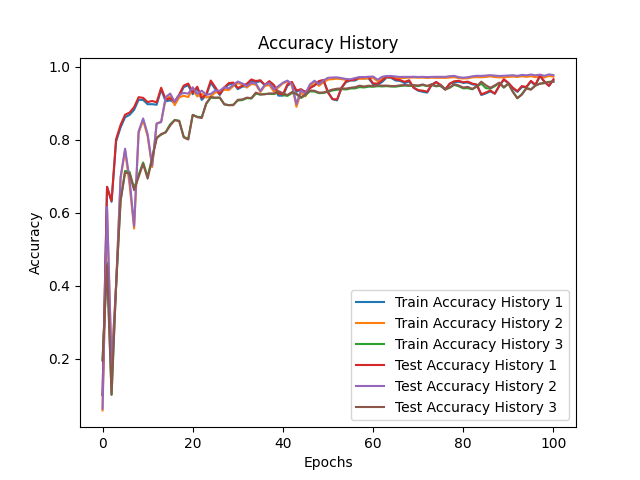 Accuracy History
1.0
0.8
0.6
0.4
0.2
Accuracy
0
20
40
60
80
100
Epochs
Train Accuracy History 1
Train Accuracy History 2
Train Accuracy History 3
Test Accuracy History 1
Test Accuracy History 2
Test Accuracy History 3